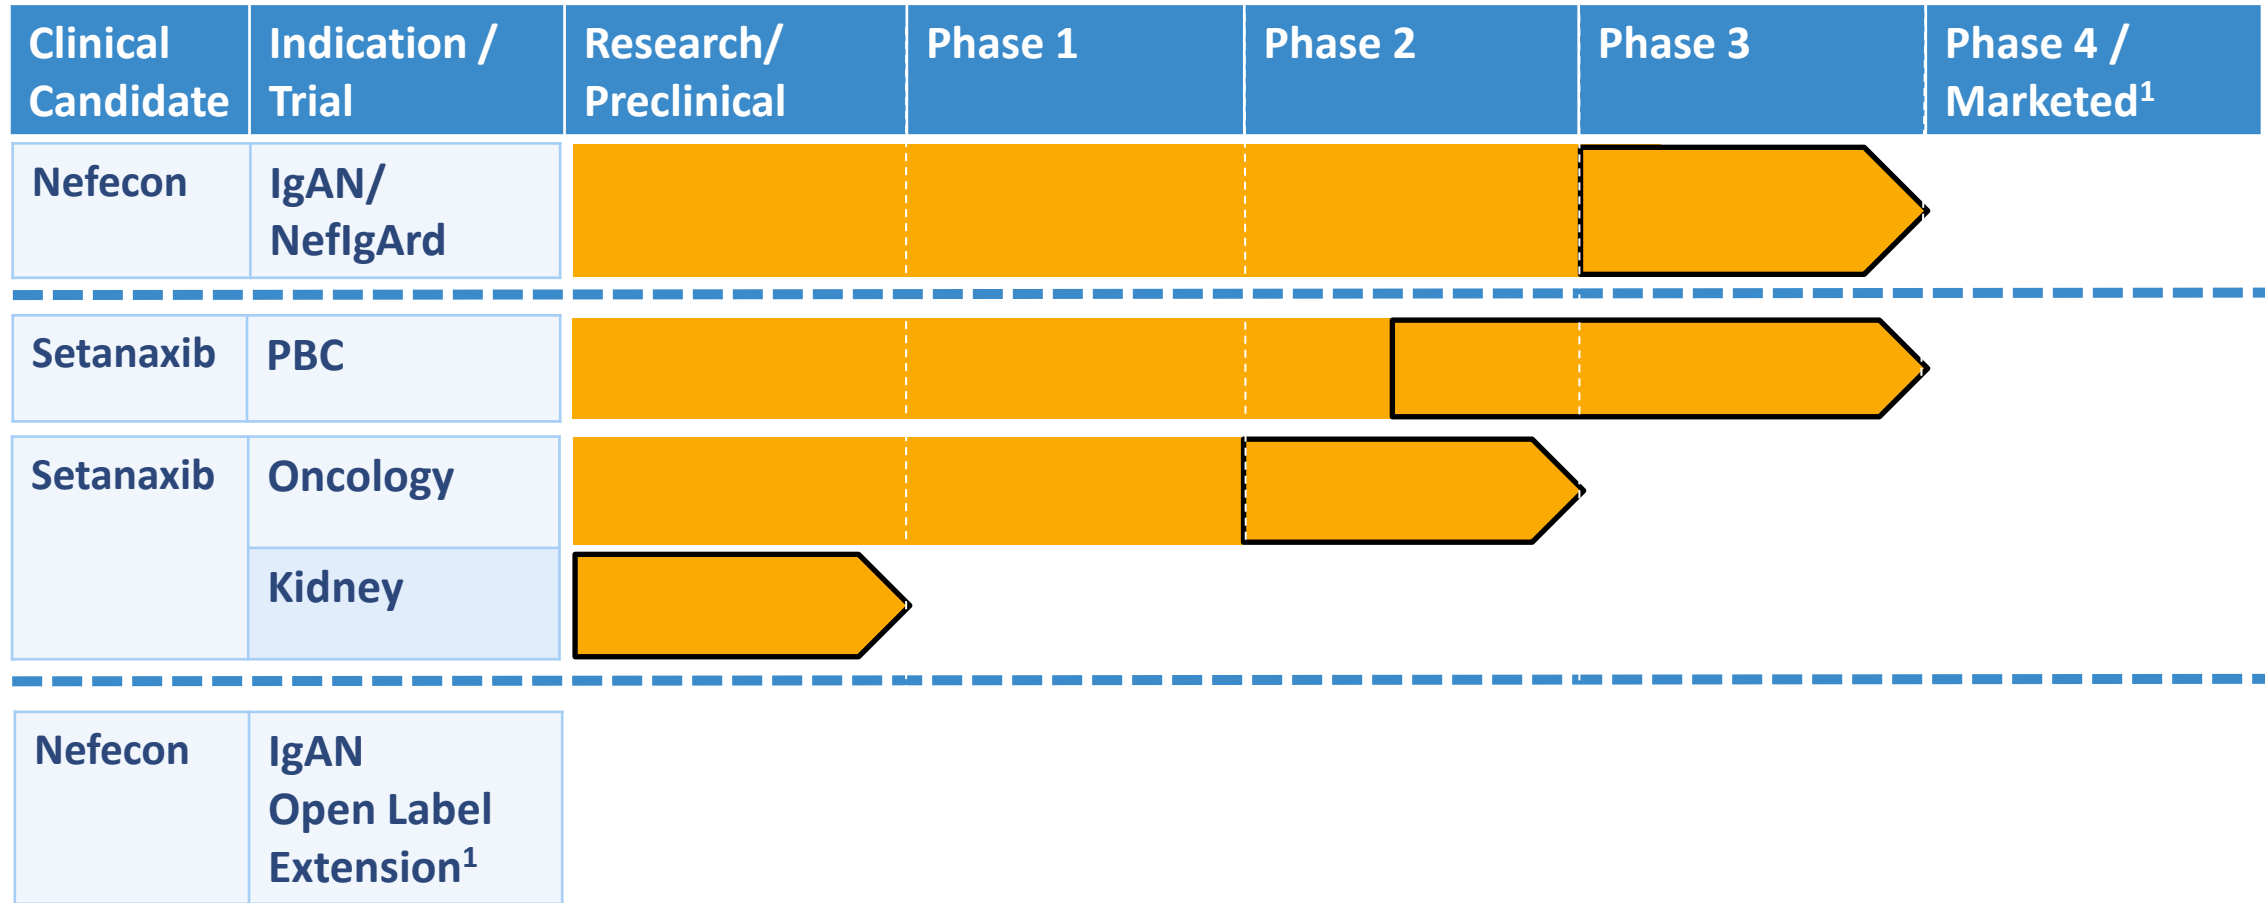 Clinical Candidate
Indication / Trial
Research/ Preclinical
Phase 1
Phase 2
Phase 3
Phase 4 / Marketed¹
Nefecon
IgAN/
NefIgArd
Setanaxib
PBC
Setanaxib
Oncology
Kidney
Nefecon
IgAN
Open Label
Extension¹